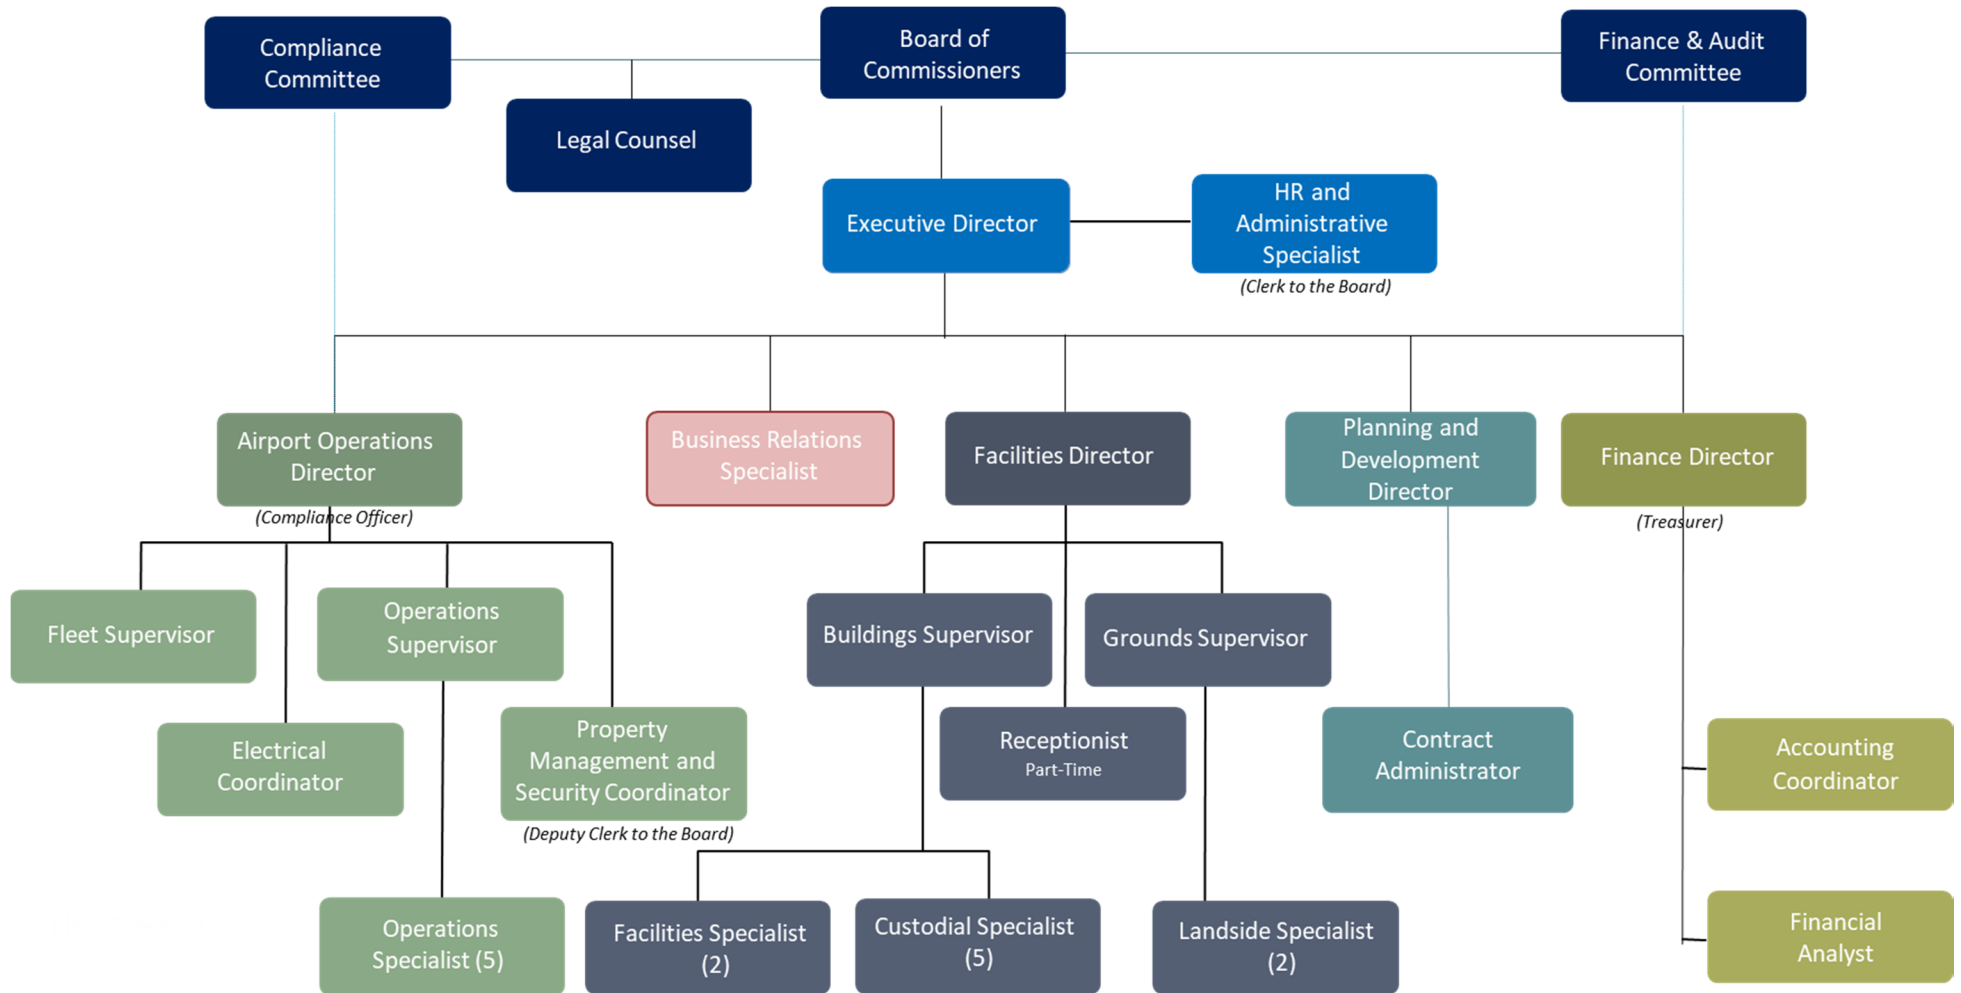 Compliance
Committee
Board of
Commissioners
Finance & Audit
Committee
Legal Counsel
Executive Director
HR and
Administrative
Specialist
(Clerk to the Board)
Airport Operations
Director
(Compliance Officer)
Business Relations
Specialist
Facilities Director
Planning and
Development
Director
Finance Director
(Treasurer)
Fleet Supervisor
Operations
Supervisor
Buildings Supervisor
Grounds Supervisor
Electrical
Coordinator
Property
Management and
Security Coordinator
(Deputy Clerk to the Board)
Receptionist
Part-Time
Contract
Administrator
Accounting
Coordinator
Operations
Specialist (5)
Facilities Specialist
(2)
Custodial Specialist
(5)
Landside Specialist
(2)
Financial
Analyst